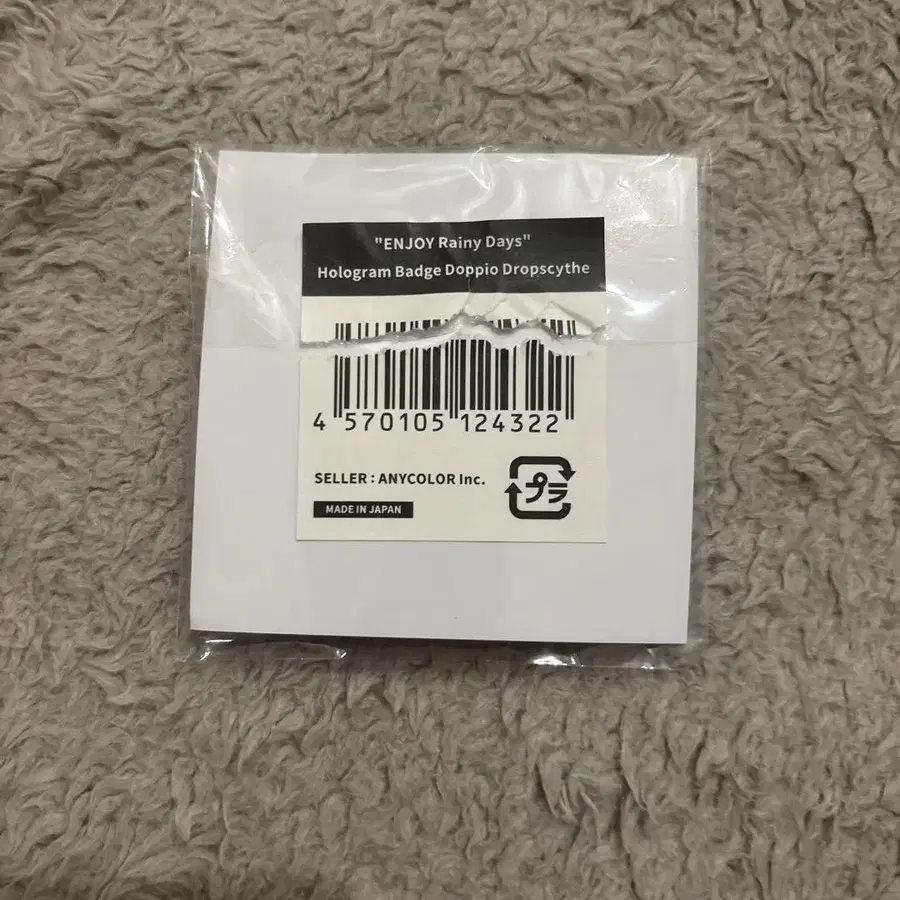 "ENJOY Rainy Days"
Hologram Badge Doppio Dropscythe
4 570105 124322
SELLER : ANYCOLOR Inc.
MADE IN JAPAN
プラ